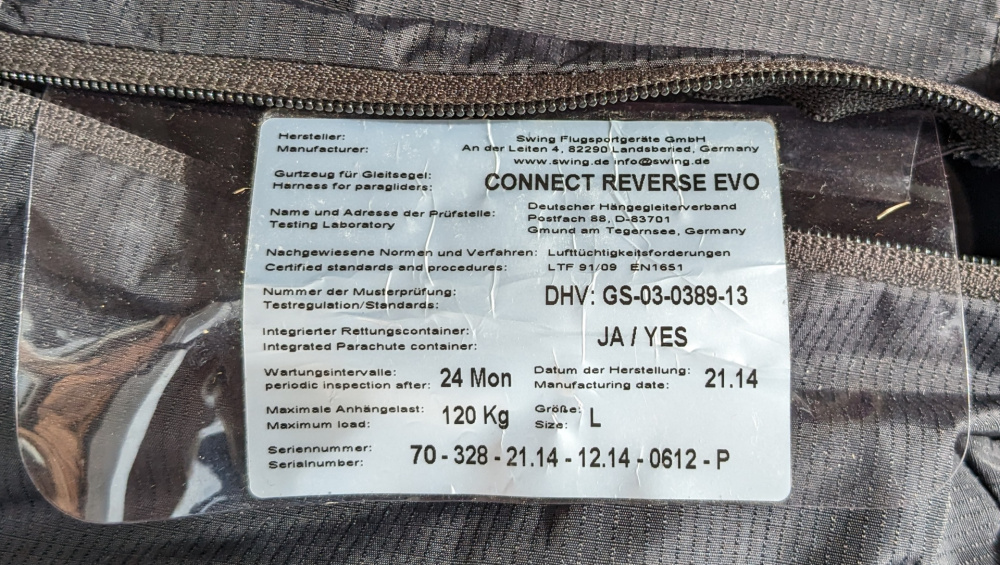 Hersteller: Swing Flugsportgeräte GmbH
Manufacturer: An der Leiten 4, 82290 Landsberied, Germany
www.swing.de info@swing.de
Gurtzeug für Gleitsegel:
Harness for paragliders: CONNECT REVERSE EVO
Name und Adresse der Prüfstelle: Deutscher Hängegleiterverband
Testing Laboratory Postfach 88, D-83701
Gmund am Tegernsee, Germany
Nachgewiesene Normen und Verfahren: Lufttüchtigkeitsforderungen
Certified standards and procedures: LTF 91/09 EN1651
Nummer der Musterprüfung:
Testregulation/Standards: DHV: GS-03-0389-13
Integrierter Rettungscontainer:
Integrated Parachute container: JA / YES
Wartungsintervalle: 24 Mon Datum der Herstellung: 21.14
periodic inspection after: Manufacturing date:
Maximale Anhängelast: 120 Kg Größe: L
Maximum load: Size:
Seriennummer:
Serialnumber: 70 - 328 - 21.14 - 12.14 - 0612 - P